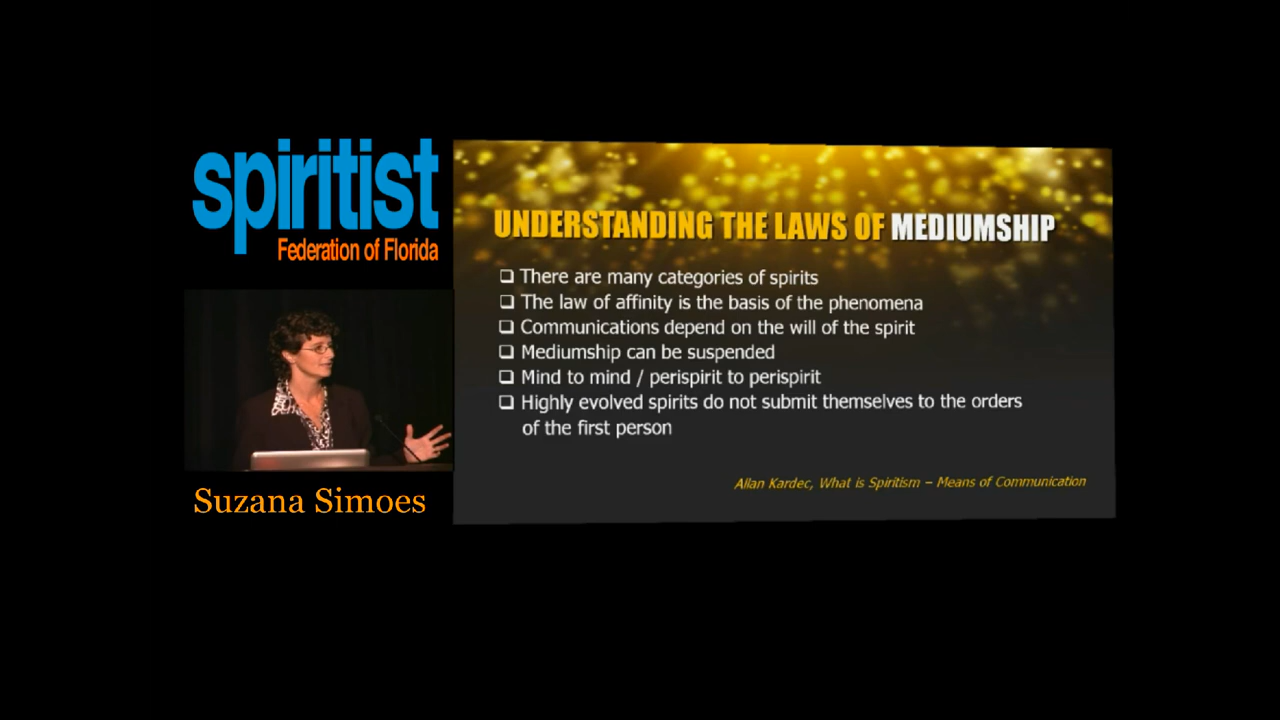 spiritist
Federation of Florida
Suzana Simoes
UNDERSTANDING THE LAWS OF MEDIUMSHIP
❑ There are many categories of spirits
❑ The law of affinity is the basis of the phenomena
❑ Communications depend on the will of the spirit
❑ Mediumship can be suspended
❑ Mind to mind / perispirit to perispirit
❑ Highly evolved spirits do not submit themselves to the orders
of the first person
Allan Kardec, What is Spiritism – Means of Communication